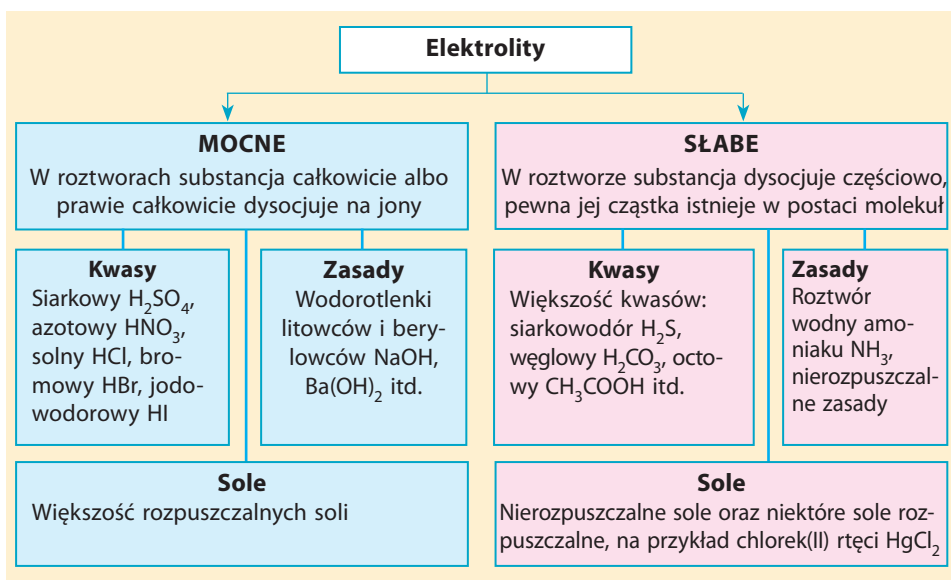 Elektrolity
MOCNE
W roztworach substancja całkowicie albo
prawie całkowicie dysocjuje na jony
Kwasy
Siarkowy H₂SO₄,
azotowy HNO₃,
solny HCl, bro-
mowy HBr, jodo-
wodorowy HI
Zasady
Wodorotlenki
litowców i bery-
lowców NaOH,
Ba(OH)₂ itd.
Sole
Większość rozpuszczalnych soli
SŁABE
W roztworze substancja dysocjuje częściowo,
pewna jej cząstka istnieje w postaci molekuł
Kwasy
Większość kwasów:
siarkowodór H₂S,
węglowy H₂CO₃, octo-
wy CH₃COOH itd.
Zasady
Roztwór
wodny amo-
niaku NH₃,
nierozpuszczal-
ne zasady
Sole
Nierozpuszczalne sole oraz niektóre sole roz-
puszczalne, na przykład chlorek(II) rtęci HgCl₂